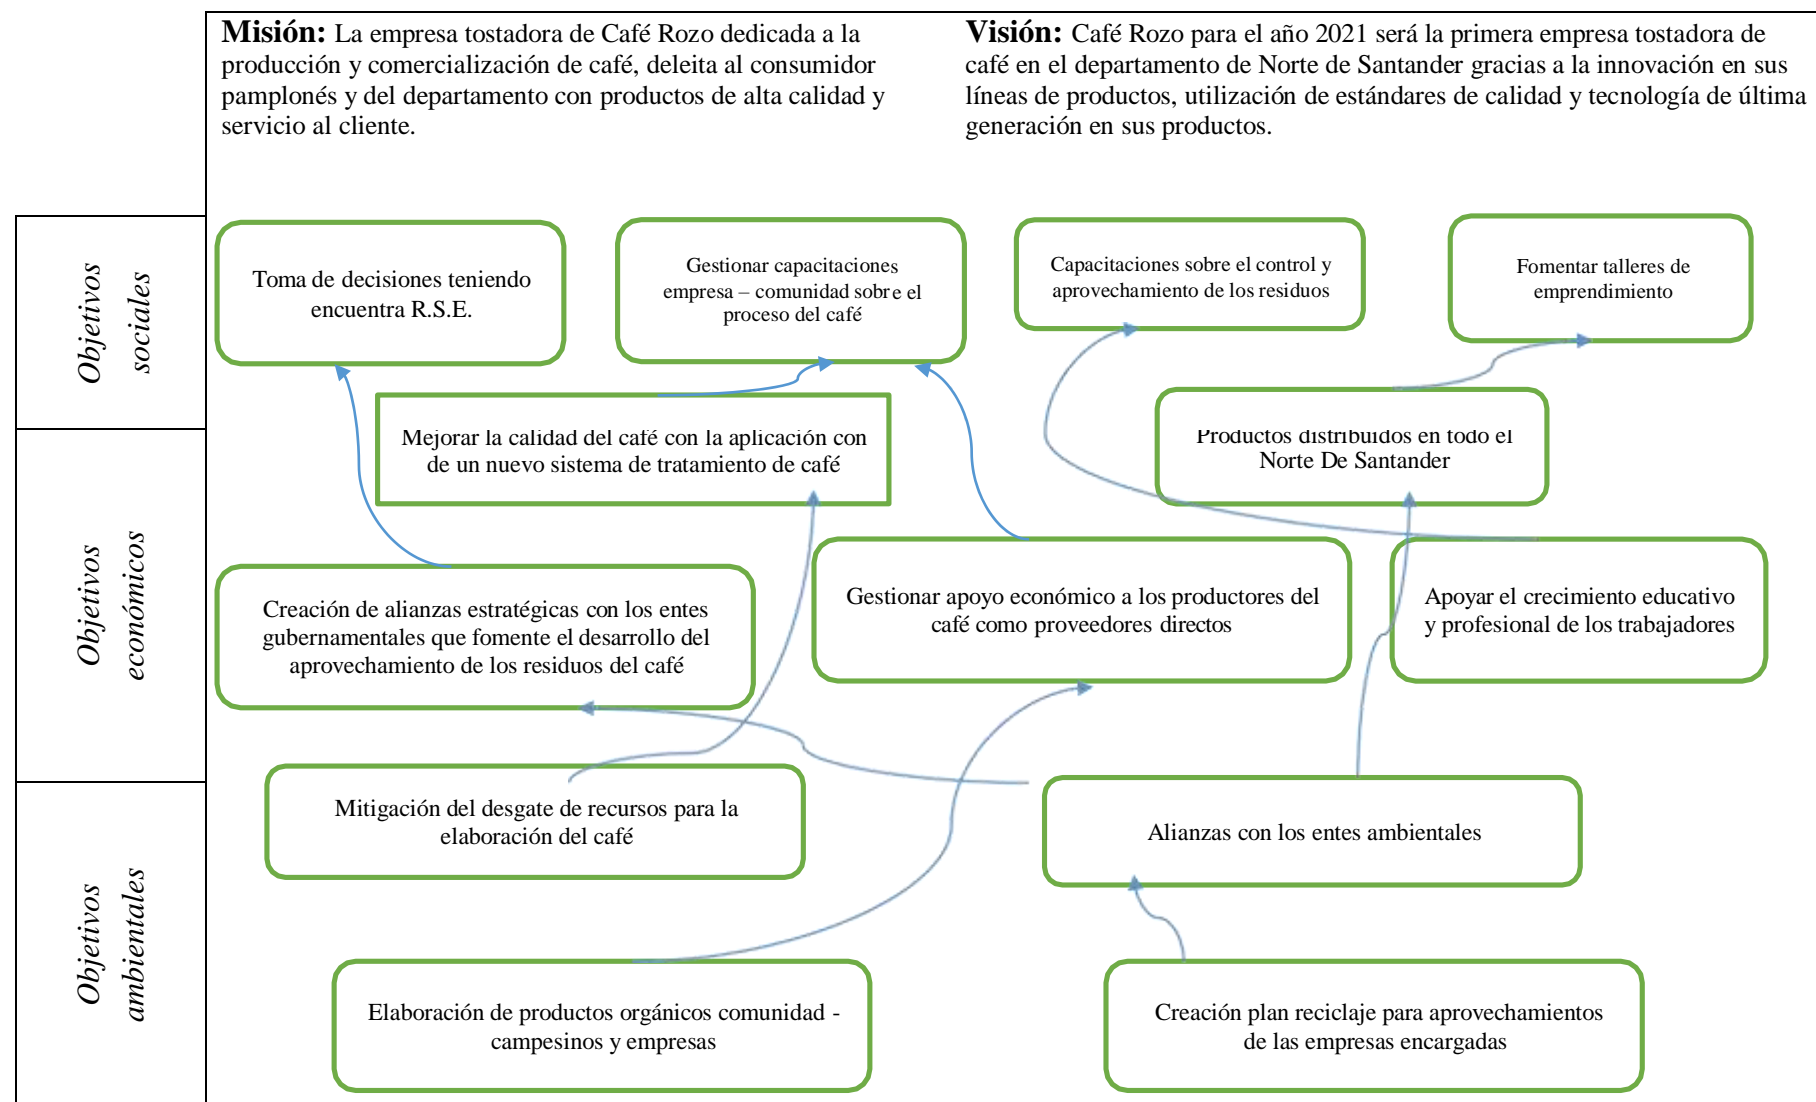 Misión: La empresa tostadora de Café Rozo dedicada a la
producción y comercialización de café, deleita al consumidor
pamplonés y del departamento con productos de alta calidad y
servicio al cliente.
Visión: Café Rozo para el año 2021 será la primera empresa tostadora de
café en el departamento de Norte de Santander gracias a la innovación en sus
líneas de productos, utilización de estándares de calidad y tecnología de última
generación en sus productos.
Objetivos
sociales
Toma de decisiones teniendo
encuentra R.S.E.
Gestionar capacitaciones
empresa – comunidad sobre el
proceso del café
Capacitaciones sobre el control y
aprovechamiento de los residuos
Fomentar talleres de
emprendimiento
Objetivos
económicos
Mejorar la calidad del café con la aplicación con
de un nuevo sistema de tratamiento de café
Productos distribuidos en todo el
Norte De Santander
Creación de alianzas estratégicas con los entes
gubernamentales que fomente el desarrollo del
aprovechamiento de los residuos del café
Gestionar apoyo económico a los productores del
café como proveedores directos
Apoyar el crecimiento educativo
y profesional de los trabajadores
Objetivos
ambientales
Mitigación del desgate de recursos para la
elaboración del café
Alianzas con los entes ambientales
Elaboración de productos orgánicos comunidad -
campesinos y empresas
Creación plan reciclaje para aprovechamientos
de las empresas encargadas